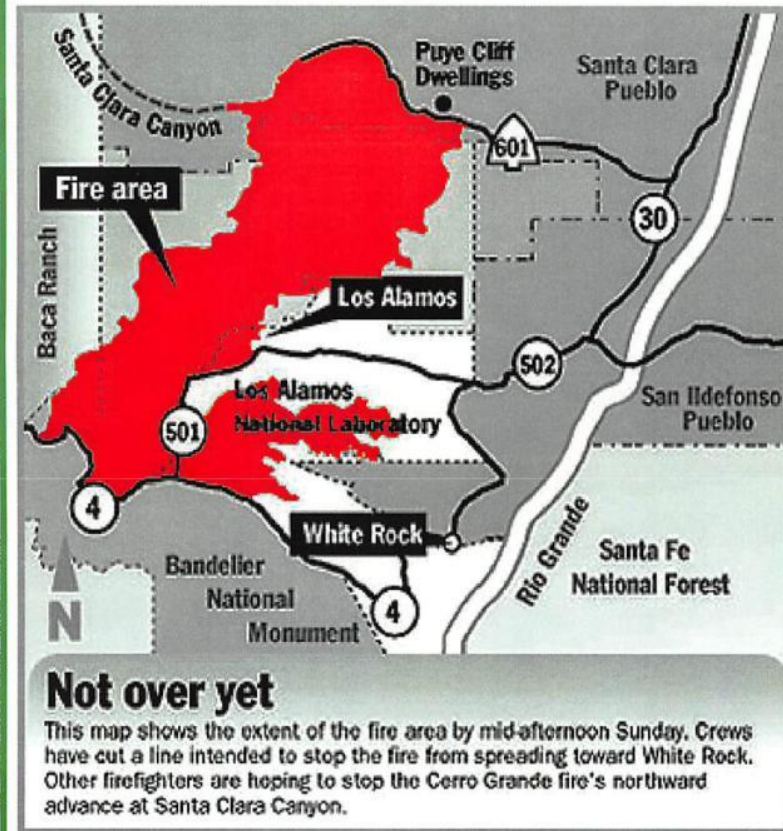 Puye Cliff
Dwellings
Santa Clara
Pueblo
Santa Clara Canyon
601
Fire area
30
Baca Ranch
Los Alamos
502
Los Alamos
National Laboratory
501
San Ildefonso
Pueblo
4
White Rock
Rio Grande
Santa Fe
National Forest
Bandelier
National
Monument
4
N
Not over yet
This map shows the extent of the fire area by mid-afternoon Sunday. Crews
have cut a line intended to stop the fire from spreading toward White Rock.
Other firefighters are hoping to stop the Cerro Grande fire's northward
advance at Santa Clara Canyon.